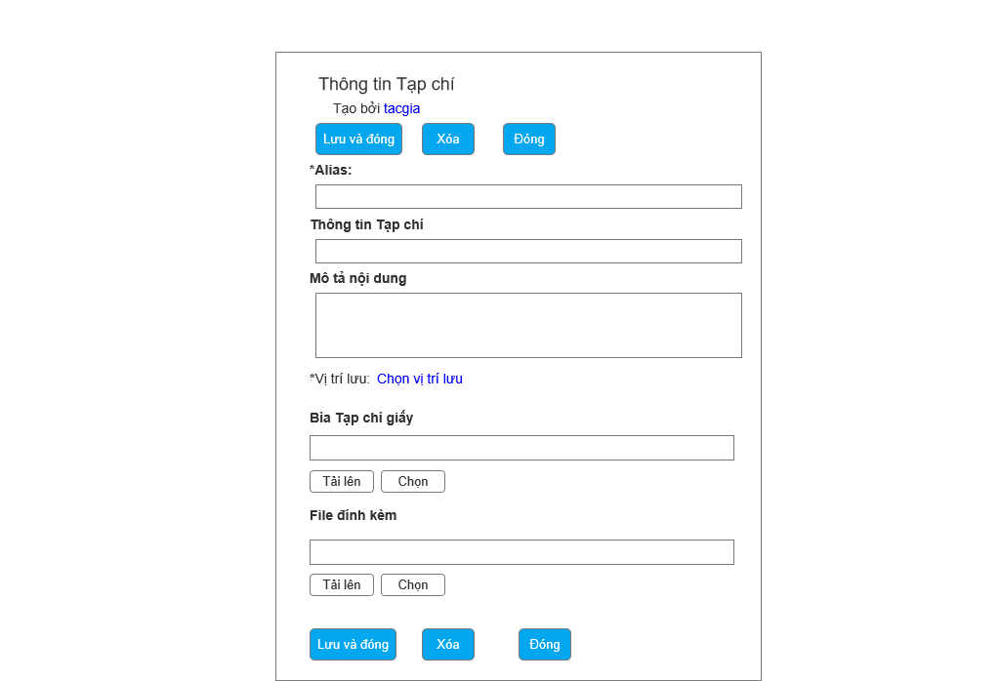 Thông tin Tạp chí
Tạo bởi tacgia
Lưu và đóng Xóa Đóng
*Alias:
Thông tin Tạp chí
Mô tả nội dung
*Vị trí lưu: Chọn vị trí lưu
Bìa Tạp chí giấy
Tải lên Chọn
File đính kèm
Tải lên Chọn
Lưu và đóng Xóa Đóng